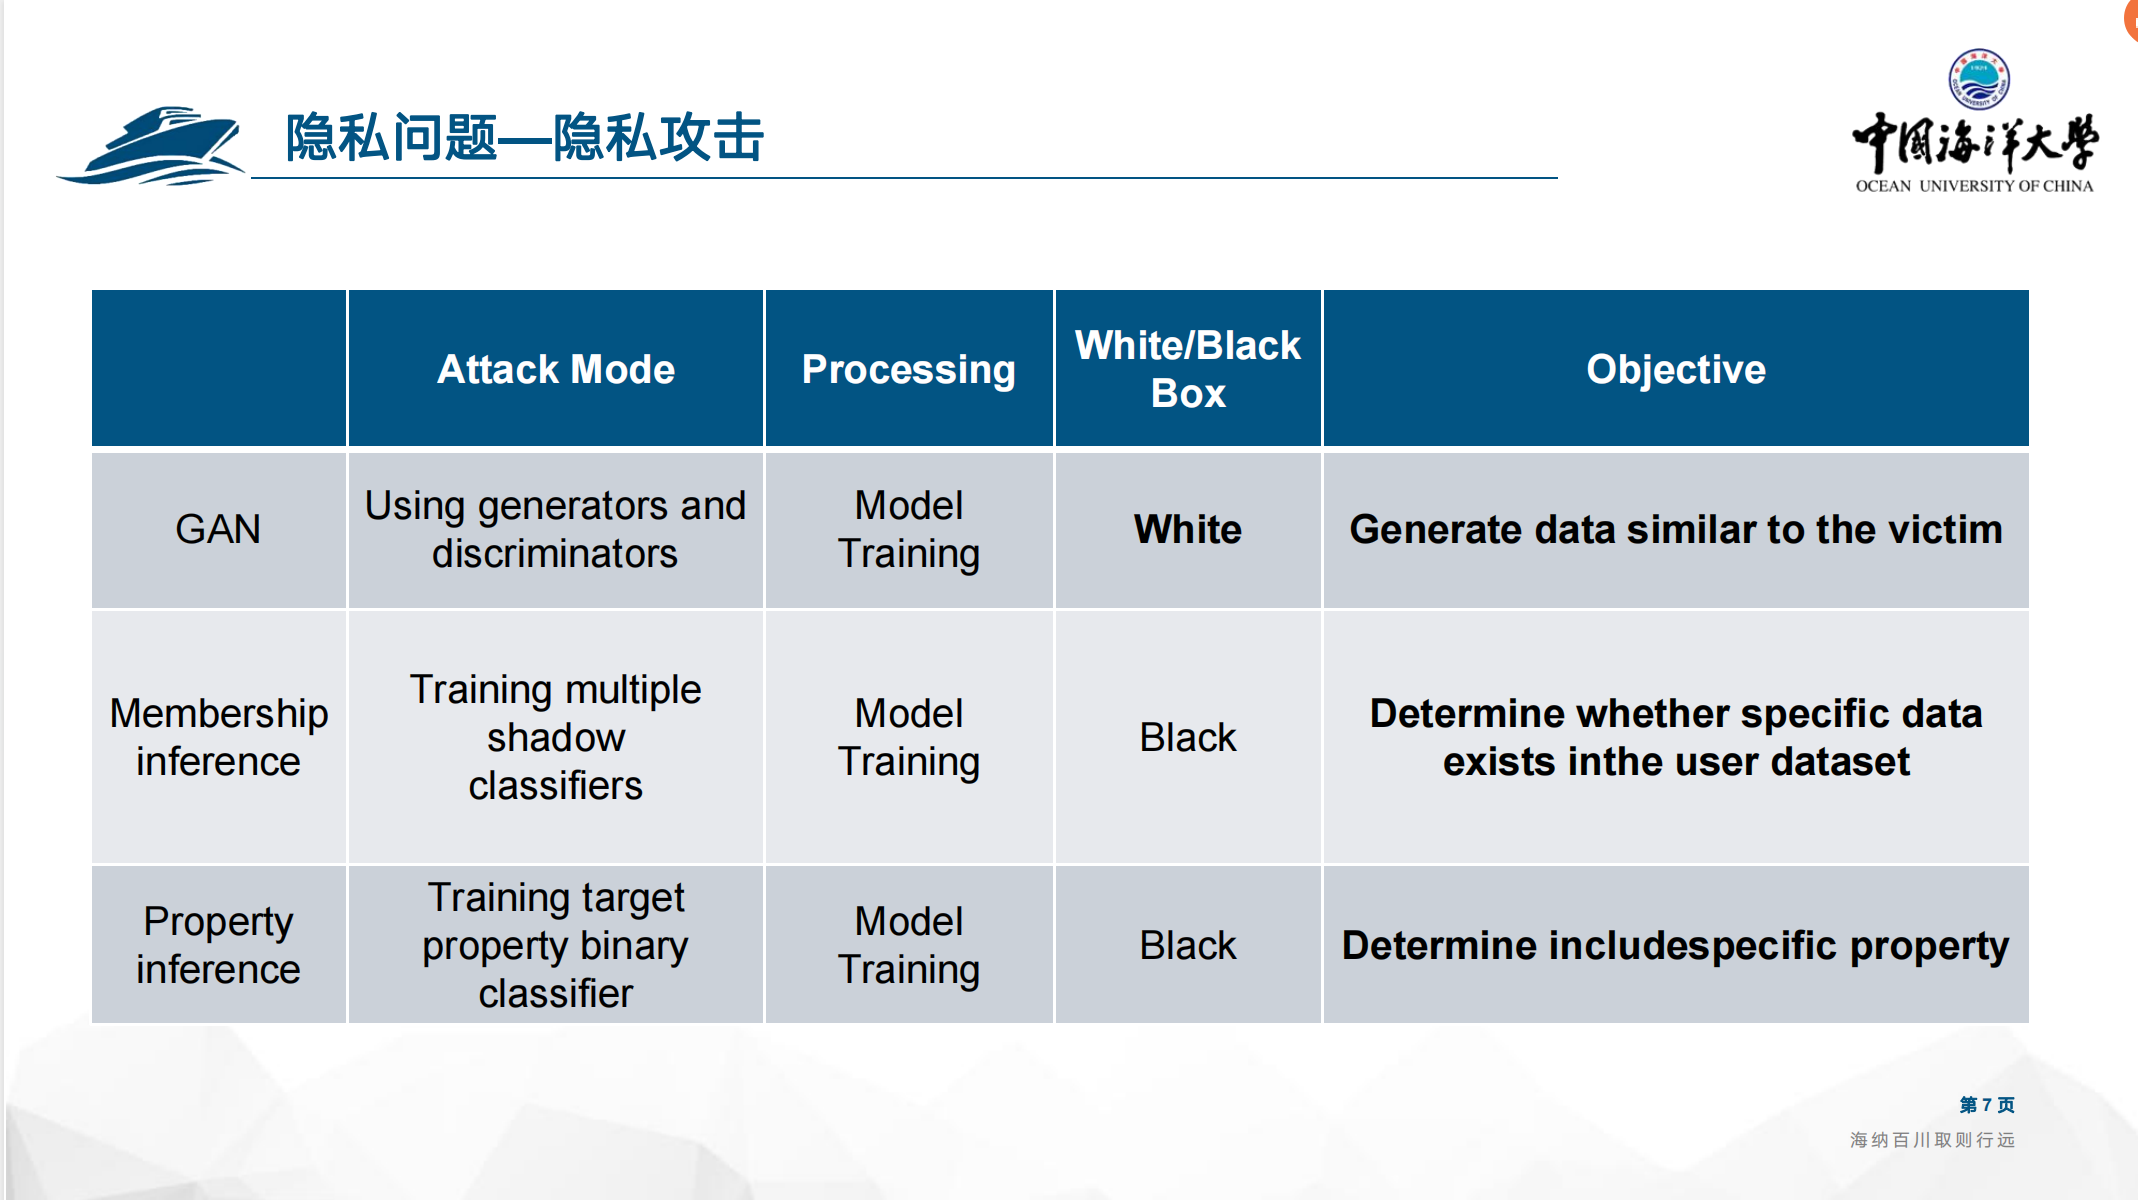 隐私问题—隐私攻击
中国海洋大学
OCEAN UNIVERSITY OF CHINA
Attack Mode
Processing
White/Black
Box
Objective
GAN
Using generators and
discriminators
Model
Training
White
Generate data similar to the victim
Membership
inference
Training multiple
shadow
classifiers
Model
Training
Black
Determine whether specific data
exists inthe user dataset
Property
inference
Training target
property binary
classifier
Model
Training
Black
Determine includespecific property
第 7 页
海纳百川取则行远